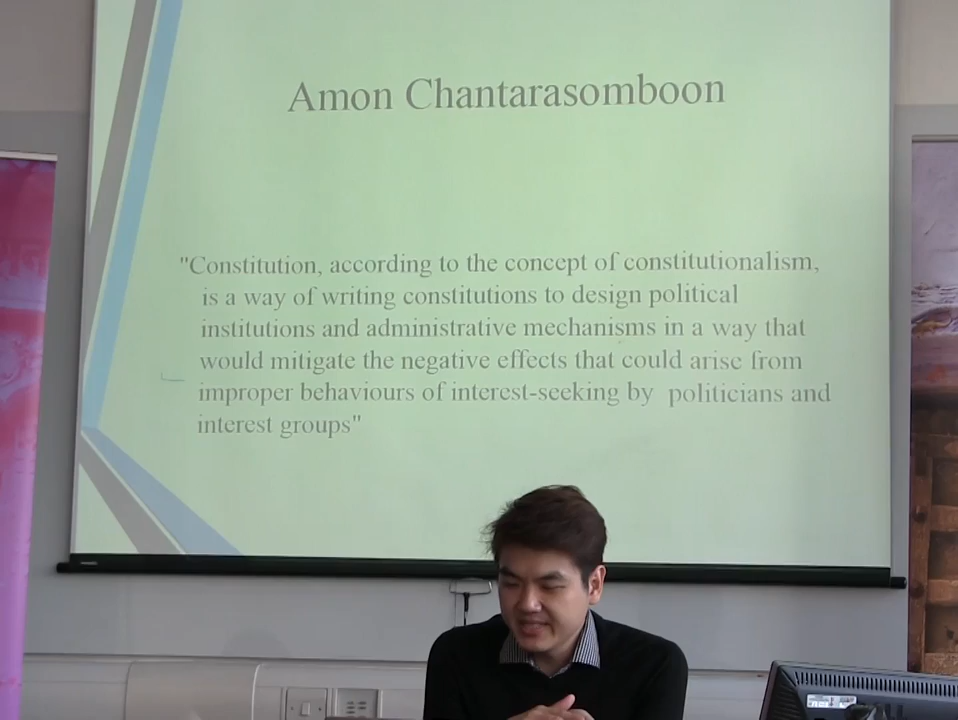 Amon Chantarasomboon
"Constitution, according to the concept of constitutionalism,
is a way of writing constitutions to design political
institutions and administrative mechanisms in a way that
would mitigate the negative effects that could arise from
improper behaviours of interest-seeking by politicians and
interest groups"